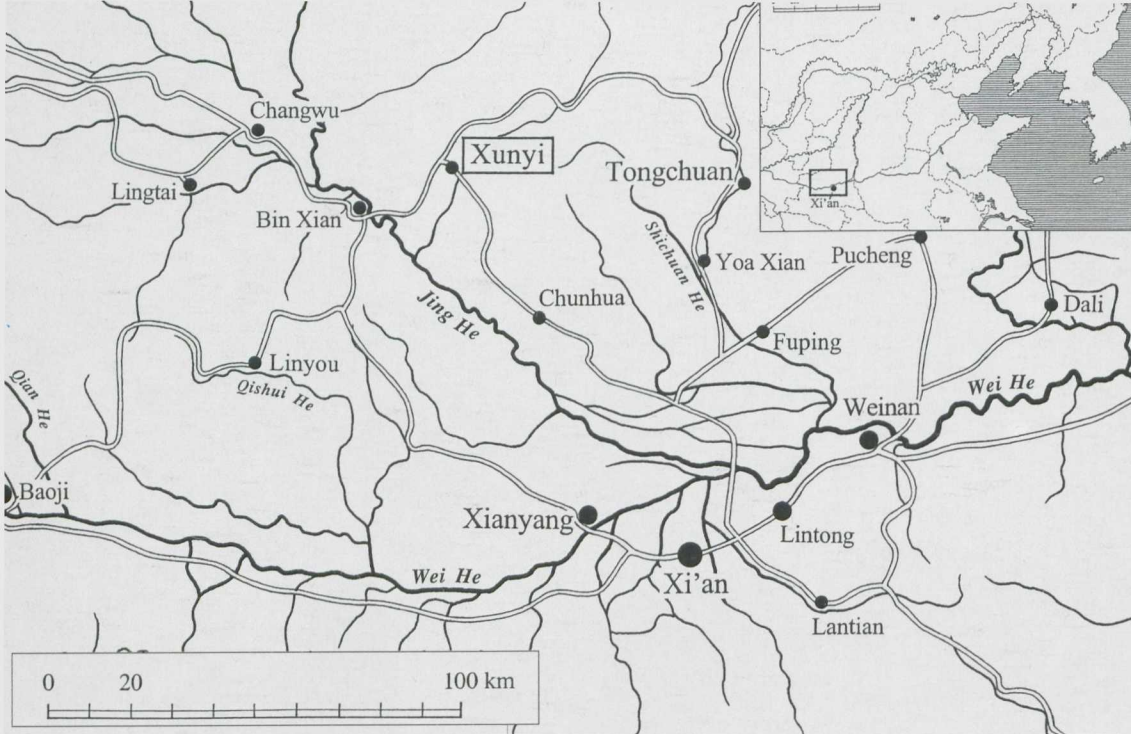 Changwu
Xunyi
Tongchuan
Xi'an
Lingtai
Bin Xian
Shichuan He
Yoa Xian
Pucheng
Jing He
Chunhua
Dali
Fuping
Linyou
Qishui He
Qian He
Wei He
Weinan
Baoji
Xianyang
Lintong
Wei He
Xi'an
Lantian
0 20 100 km